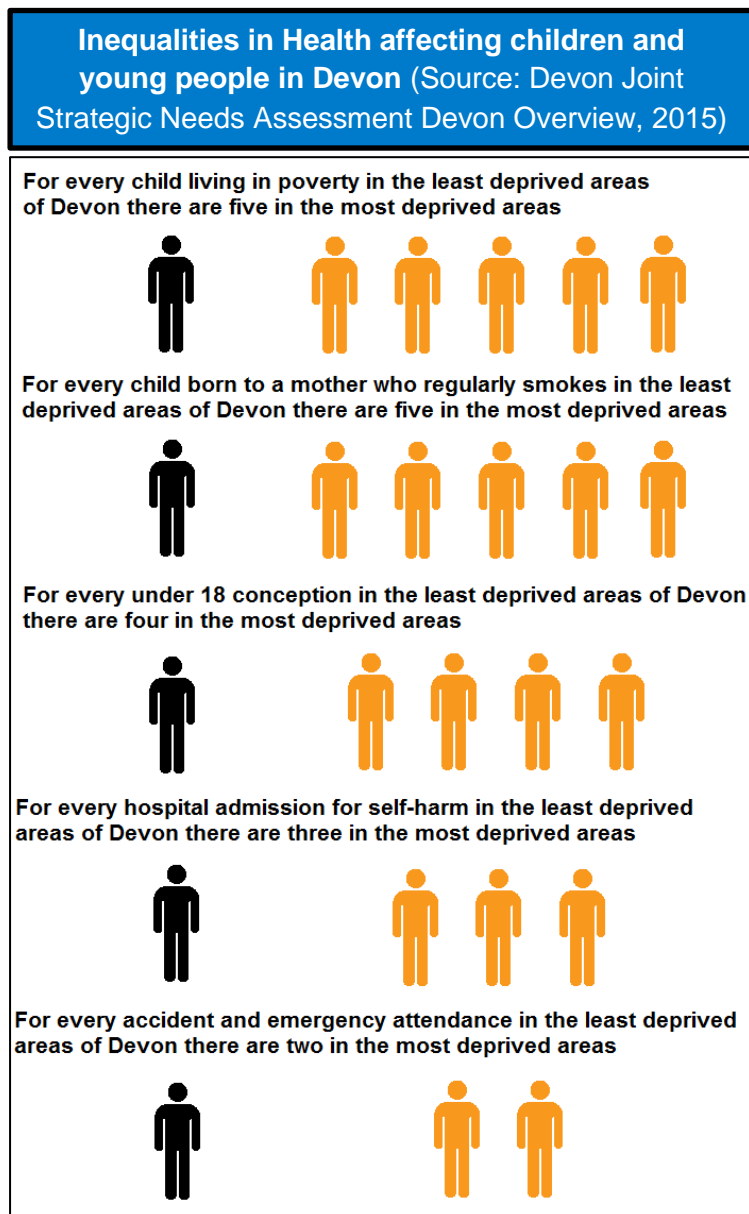 Inequalities in Health affecting children and
young people in Devon (Source: Devon Joint
Strategic Needs Assessment Devon Overview, 2015)
For every child living in poverty in the least deprived areas
of Devon there are five in the most deprived areas
For every child born to a mother who regularly smokes in the least
deprived areas of Devon there are five in the most deprived areas
For every under 18 conception in the least deprived areas of Devon
there are four in the most deprived areas
For every hospital admission for self-harm in the least deprived
areas of Devon there are three in the most deprived areas
For every accident and emergency attendance in the least deprived
areas of Devon there are two in the most deprived areas